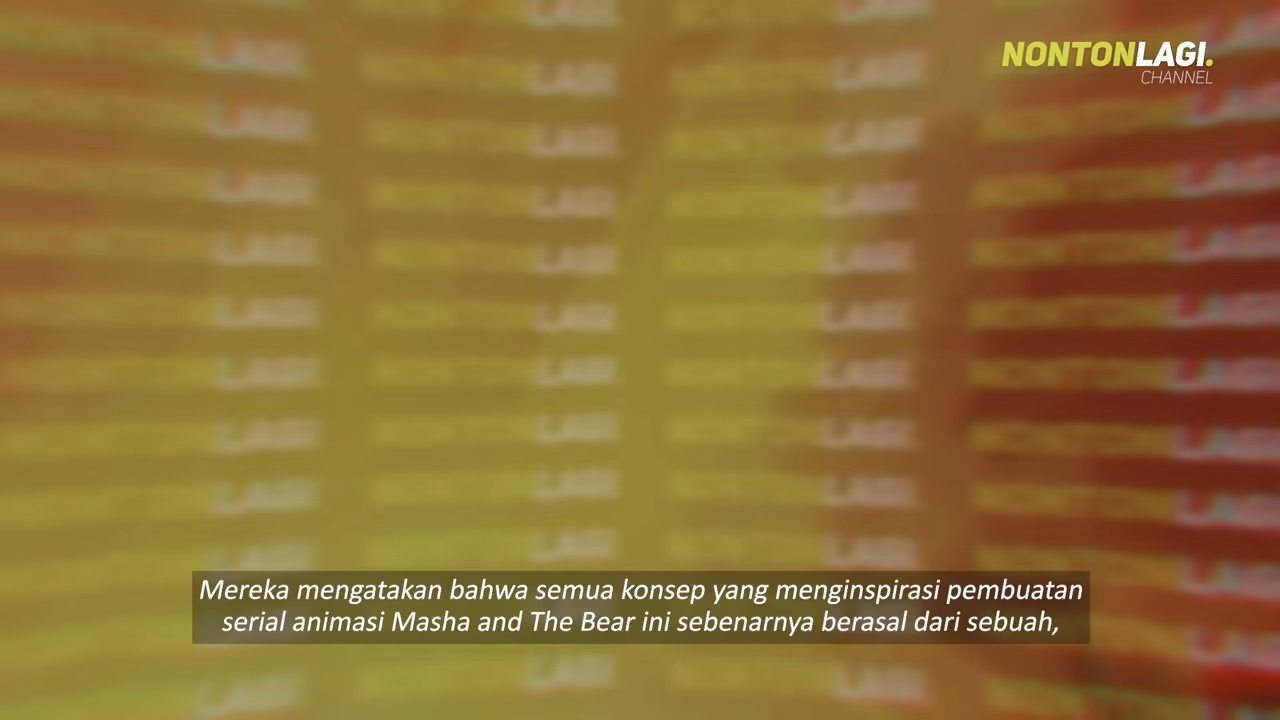 NONTONLAGI.
CHANNEL
Mereka mengatakan bahwa semua konsep yang menginspirasi pembuatan
serial animasi Masha and The Bear ini sebenarnya berasal dari sebuah,